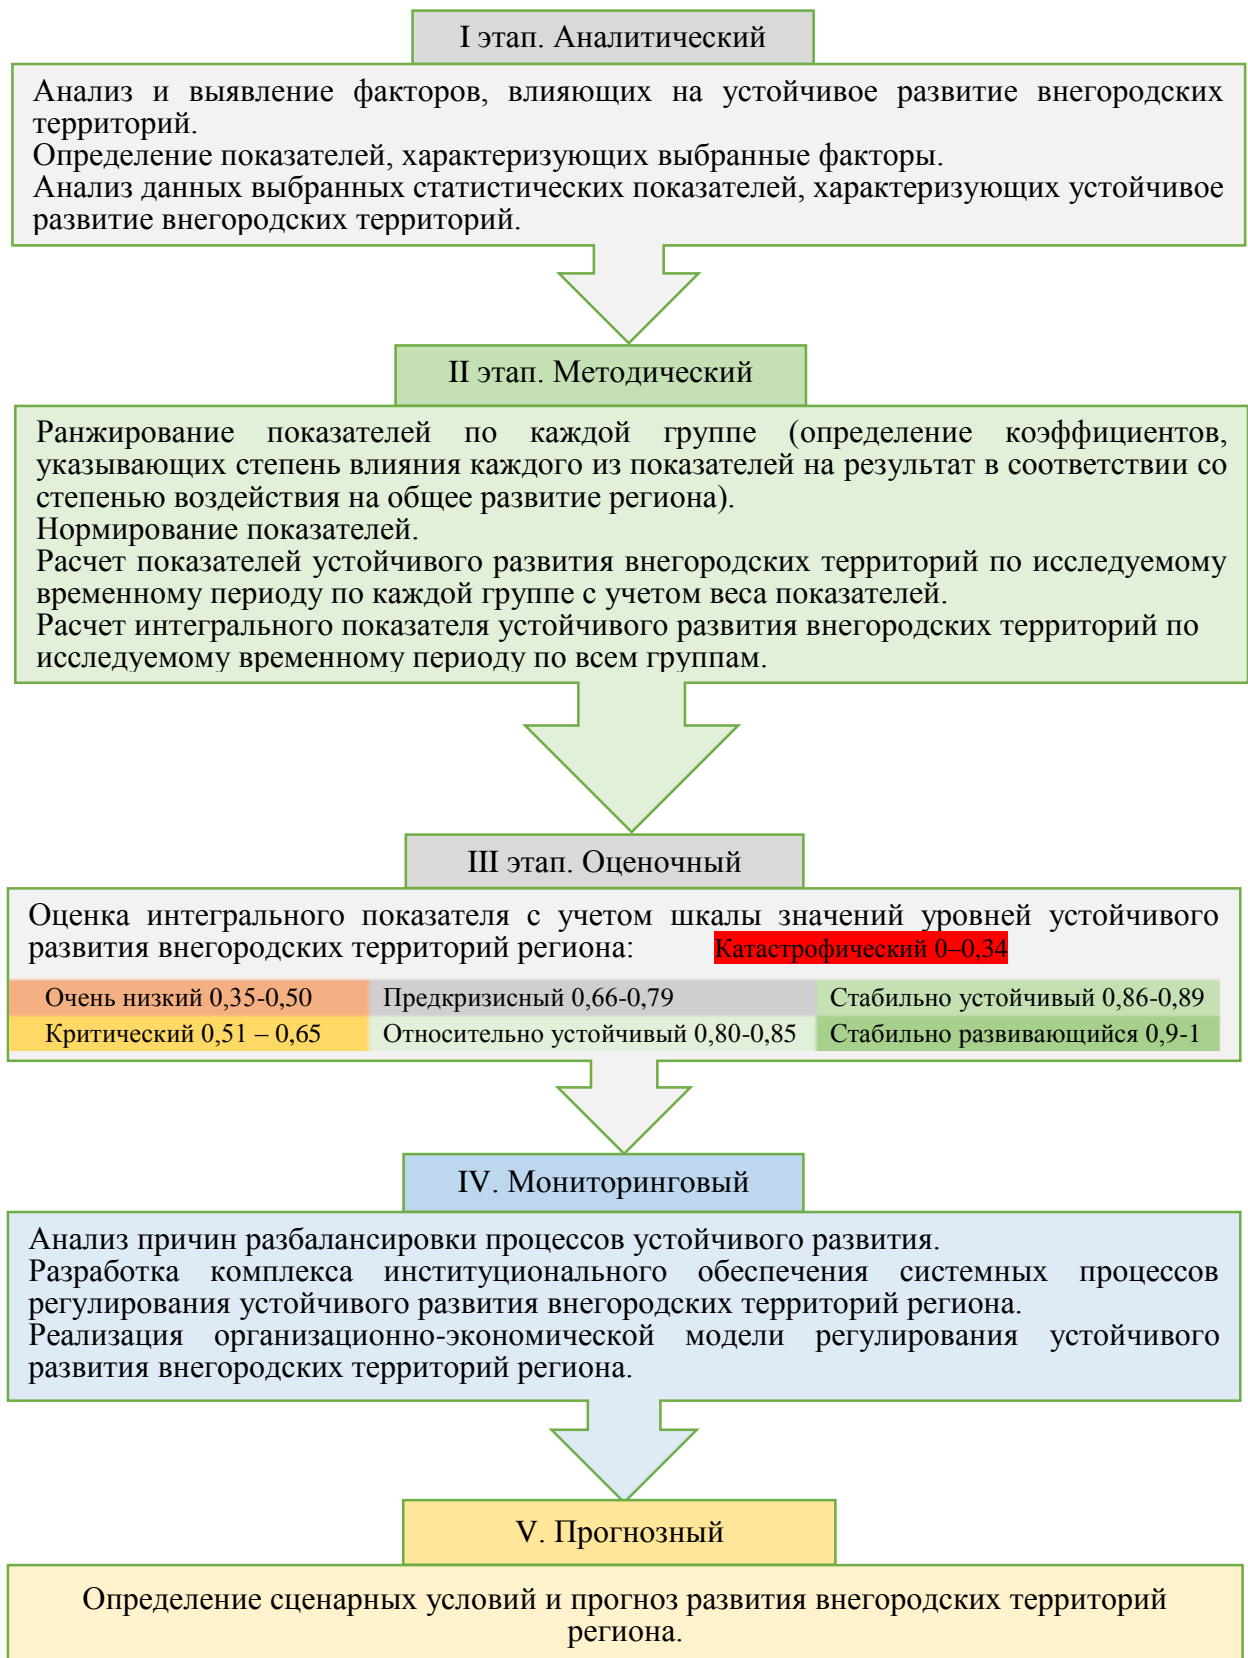 I этап. Аналитический
Анализ и выявление факторов, влияющих на устойчивое развитие внегородских
территорий.
Определение показателей, характеризующих выбранные факторы.
Анализ данных выбранных статистических показателей, характеризующих устойчивое
развитие внегородских территорий.
II этап. Методический
Ранжирование показателей по каждой группе (определение коэффициентов,
указывающих степень влияния каждого из показателей на результат в соответствии со
степенью воздействия на общее развитие региона).
Нормирование показателей.
Расчет показателей устойчивого развития внегородских территорий по исследуемому
временному периоду по каждой группе с учетом веса показателей.
Расчет интегрального показателя устойчивого развития внегородских территорий по
исследуемому временному периоду по всем группам.
III этап. Оценочный
Оценка интегрального показателя с учетом шкалы значений уровней устойчивого
развития внегородских территорий региона: Катастрофический 0–0,34
Очень низкий 0,35-0,50 Предкризисный 0,66-0,79 Стабильно устойчивый 0,86-0,89
Критический 0,51 – 0,65 Относительно устойчивый 0,80-0,85 Стабильно развивающийся 0,9-1
IV. Мониторинговый
Анализ причин разбалансировки процессов устойчивого развития.
Разработка комплекса институционального обеспечения системных процессов
регулирования устойчивого развития внегородских территорий региона.
Реализация организационно-экономической модели регулирования устойчивого
развития внегородских территорий региона.
V. Прогнозный
Определение сценарных условий и прогноз развития внегородских территорий
региона.